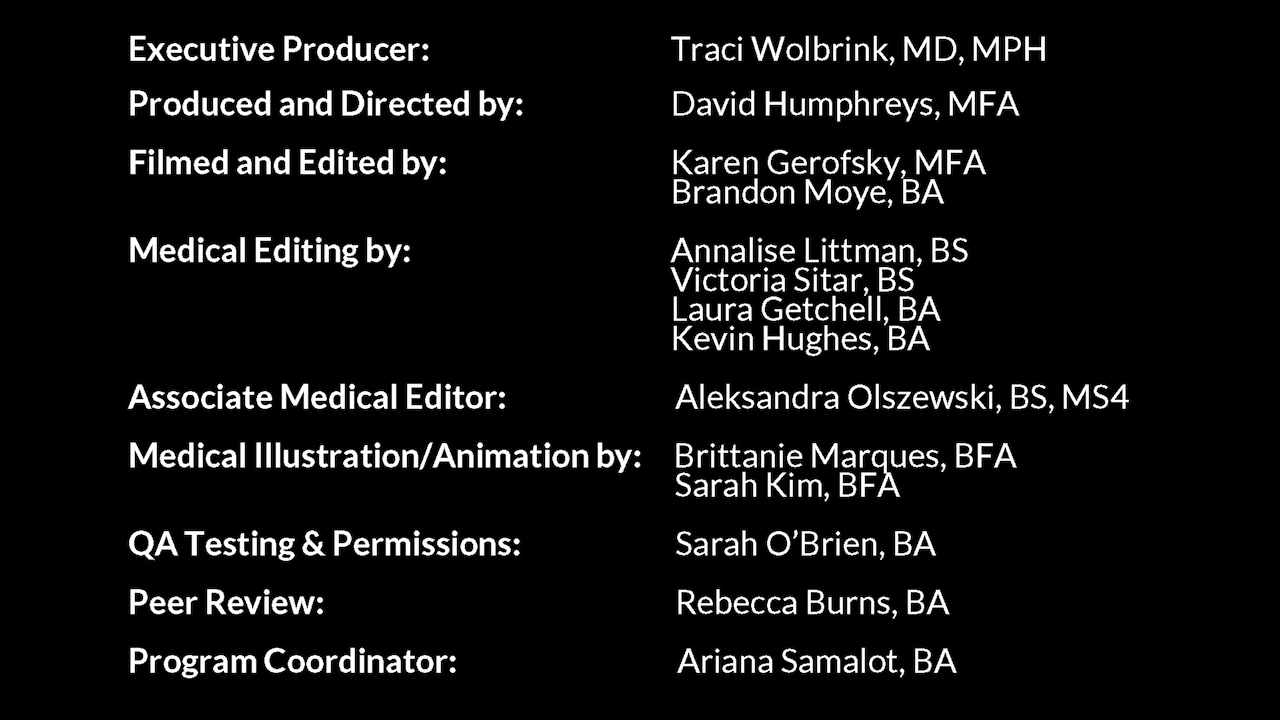 Executive Producer: Traci Wolbrink, MD, MPH
Produced and Directed by: David Humphreys, MFA
Filmed and Edited by: Karen Gerofsky, MFA
Brandon Moye, BA
Medical Editing by: Annalise Littman, BS
Victoria Sitar, BS
Laura Getchell, BA
Kevin Hughes, BA
Associate Medical Editor: Aleksandra Olszewski, BS, MS4
Medical Illustration/Animation by: Brittanie Marques, BFA
Sarah Kim, BFA
QA Testing & Permissions: Sarah O’Brien, BA
Peer Review: Rebecca Burns, BA
Program Coordinator: Ariana Samalot, BA